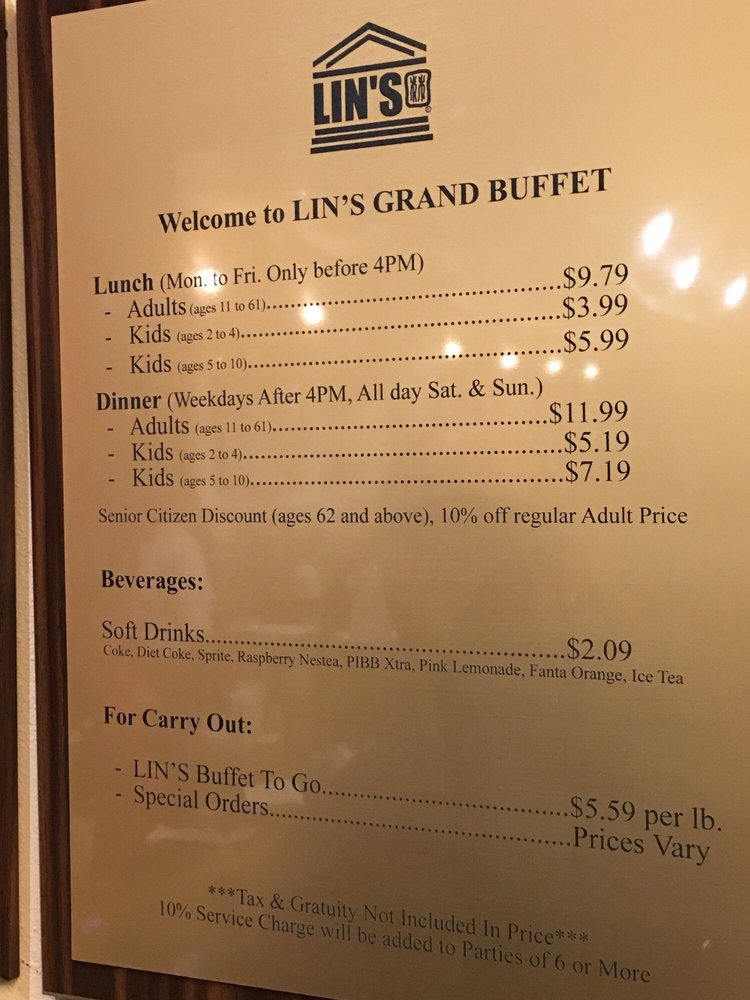 LIN'S
Welcome to LIN'S GRAND BUFFET
Lunch (Mon. to Fri. Only before 4PM)
- Adults (ages 11 to 61)..........$9.79
- Kids (ages 2 to 4)..........$3.99
- Kids (ages 5 to 10)..........$5.99
Dinner (Weekdays After 4PM, All day Sat. & Sun.)
- Adults (ages 11 to 61)..........$11.99
- Kids (ages 2 to 4)..........$5.19
- Kids (ages 5 to 10)..........$7.19
Senior Citizen Discount (ages 62 and above), 10% off regular Adult Price
Beverages:
Soft Drinks..........$2.09
Coke, Diet Coke, Sprite, Raspberry Nestea, PIBB Xtra, Pink Lemonade, Fanta Orange, Ice Tea
For Carry Out:
- LIN'S Buffet To Go..........$5.59 per lb.
- Special Orders..........Prices Vary
***Tax & Gratuity Not Included In Price***
10% Service Charge will be added to Parties of 6 or More